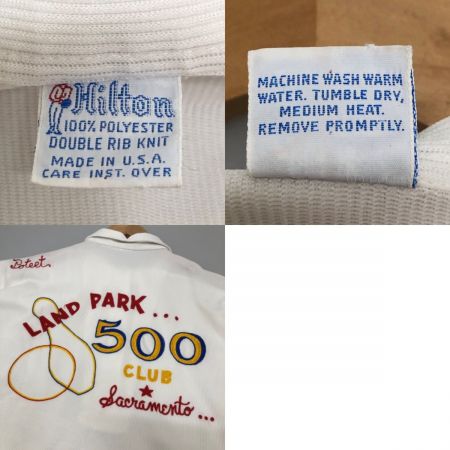 Hilton
100% POLYESTER
DOUBLE RIB KNIT
MADE IN U.S.A.
CARE INST. OVER
MACHINE WASH WARM
WATER. TUMBLE DRY,
MEDIUM HEAT.
REMOVE PROMPTLY.
Poteet
LAND PARK...
500
CLUB
Sacramento...